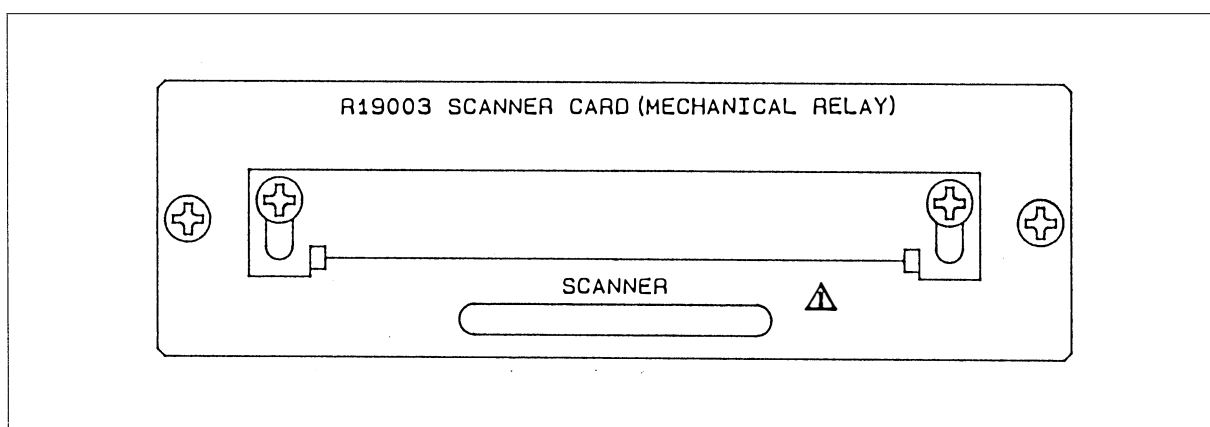 R19003 SCANNER CARD (MECHANICAL RELAY)
SCANNER